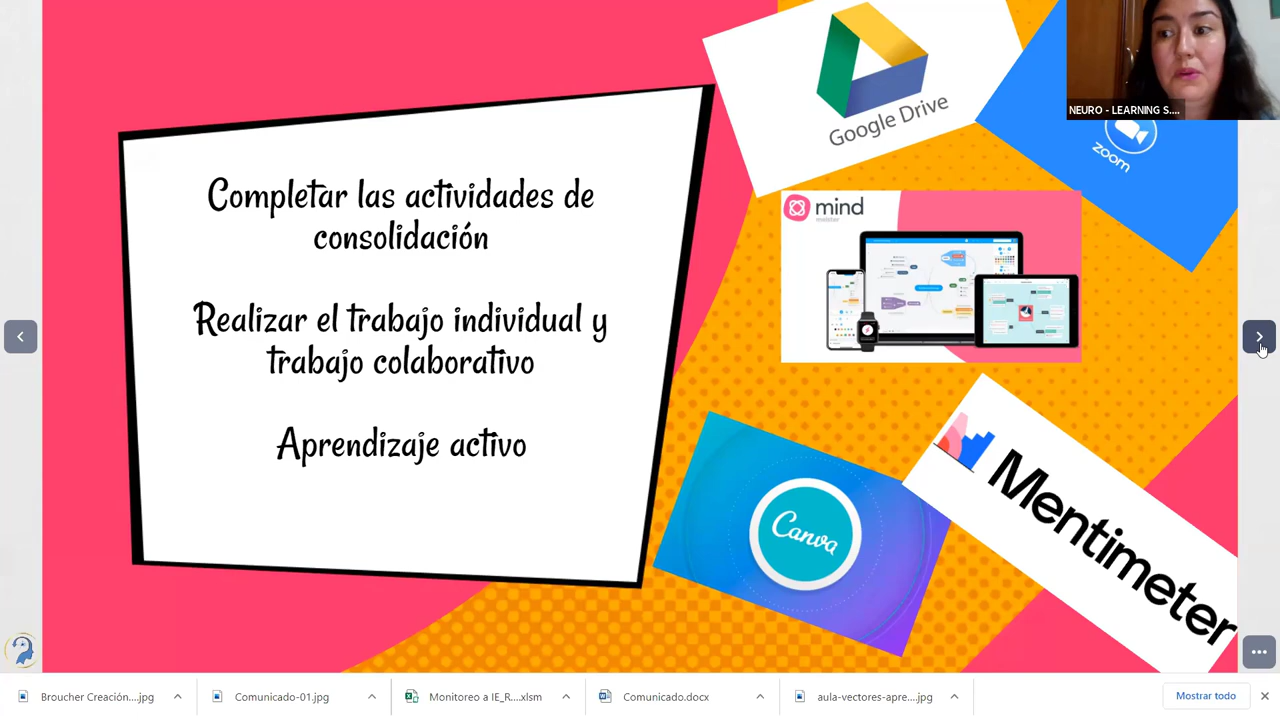 Completar las actividades de
consolidación
Realizar el trabajo individual y
trabajo colaborativo
Aprendizaje activo
Google Drive
zoom
NEURO - LEARNING S....
mind
meister
Canva
Mentimeter
Broucher Creación....jpg
Comunicado-01.jpg
Monitoreo a IE_R....xlsm
Comunicado.docx
aula-vectores-apre....jpg
Mostrar todo